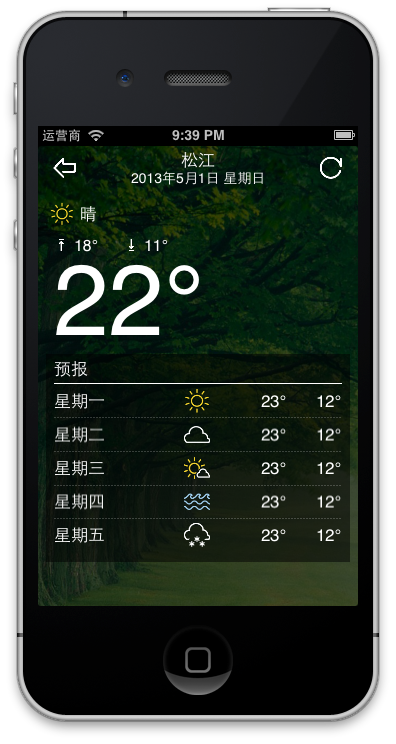 运营商 9:39 PM
松江
2013年5月1日 星期日
晴
18° 11°
22°
预报
星期一 23° 12°
星期二 23° 12°
星期三 23° 12°
星期四 23° 12°
星期五 23° 12°